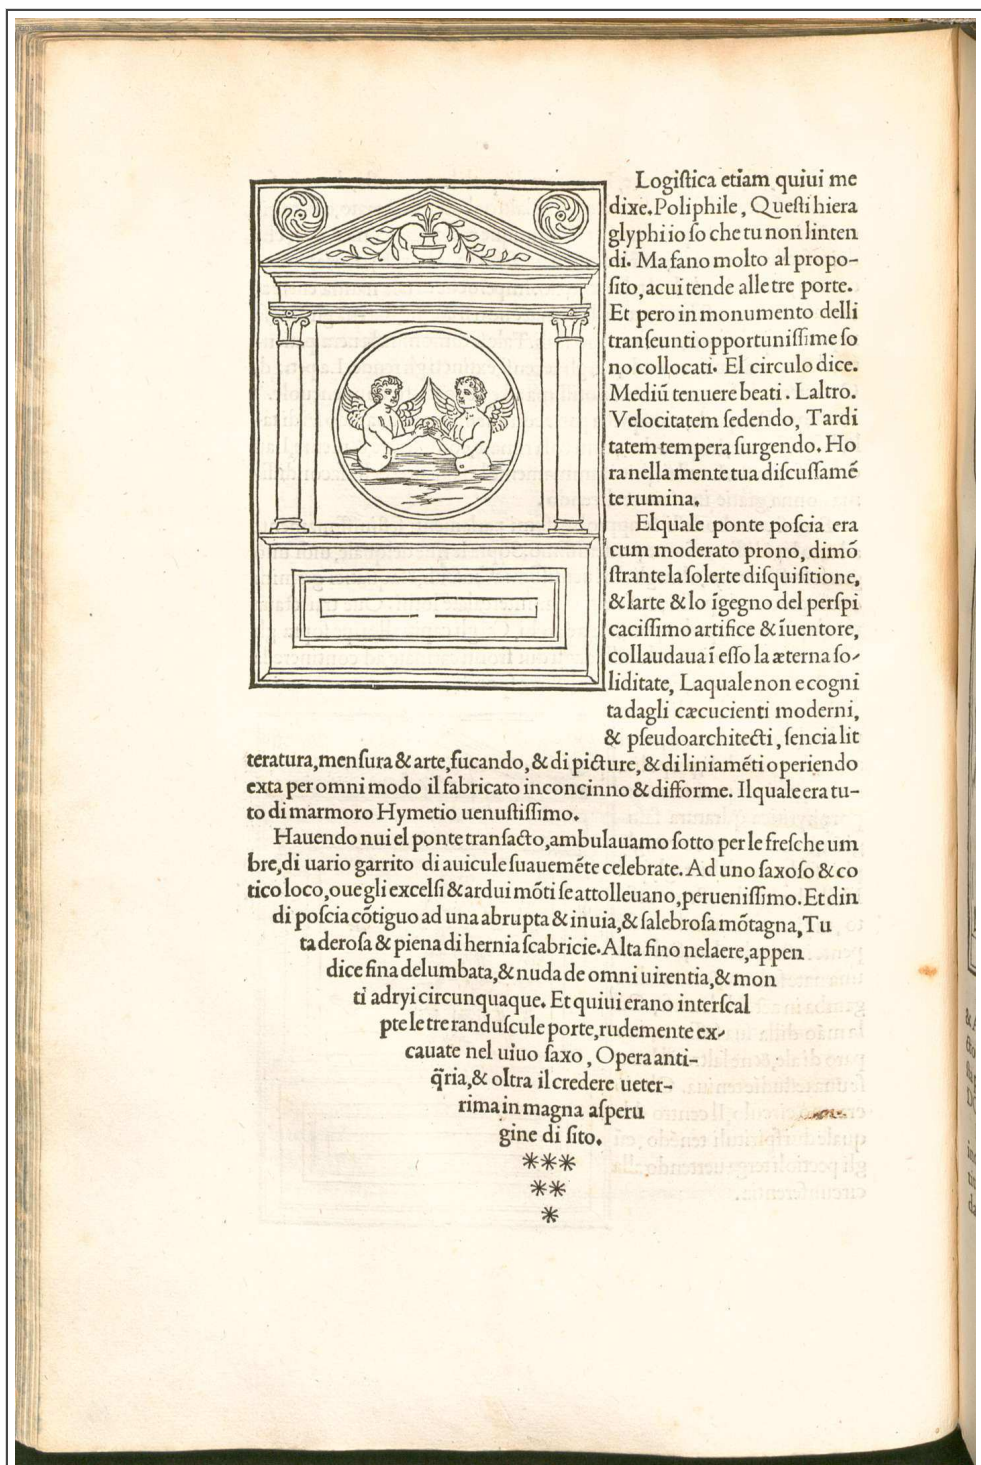 Logiſtica etiam quiui me
dixe. Poliphile, Queſti hiera
glyphi io ſo che tu non linten
di. Ma fano molto al propo-
ſito, a cui tende alle tre porte.
Et pero in monumento delli
tranſeunti opportuniſſime ſo
no collocati. El circulo dice.
Mediū tenuere beati. Laltro.
Velocitatem ſedendo, Tardi
tatem tempera ſurgendo. Ho
ra nella mente tua diſcuſſamē
te rumina.
Elquale ponte poſcia era
cum moderato prono, dimō
ſtrante la ſolerte diſquiſitione,
& larte & lo īgegno del perſpi
caciſſimo artifice & īuentore,
collaudaua ī eſſo la æterna ſo-
liditate, Laquale non e cogni
ta dagli cæcucienti moderni,
& pſeudoarchitecti, ſencia lit
teratura, menſura & arte, fucando, & di picture, & di liniamēti operiendo
exta per omni modo il fabricato inconcinno & difforme. Il quale era tu-
to di marmoro Hymetio uenuſtiſſimo.
Hauendo nui el ponte tranſacto, ambulauamo ſotto per le freſche um
bre, di uario garrito di auicule ſuauemēte celebrate. Ad uno ſaxoſo & co
tico loco, oue gli excelſi & ardui mōti ſe attolleuano, perueniſſimo. Et din
di poſcia cōtiguo ad una abrupta & inuia, & ſalebroſa mōtagna, Tu
ta deroſa & piena di hernia ſcabricie. Alta fino nel aere, appen
dice fina delumbata, & nuda de omni uirentia, & mon
ti adryi circunquaque. Et quiui erano interſcal
pte le tre randuſcule porte, rudemente ex-
cauate nel uiuo ſaxo, Opera anti-
q̄ria, & oltra il credere ueter-
rima in magna aſperu
gine di ſito.
***
**
*